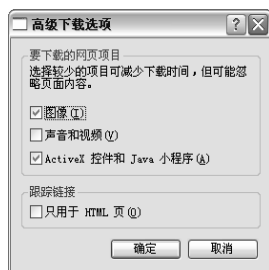 高级下载选项
要下载的网页项目
选择较少的项目可减少下载时间，但可能忽
略页面内容。
图像(I)
声音和视频(V)
ActiveX 控件和 Java 小程序(A)
跟踪链接
只用于 HTML 页(O)
确定 取消